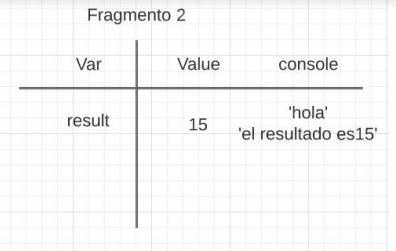 Fragmento 2
Var Value console
result 15 'hola'
'el resultado es15'